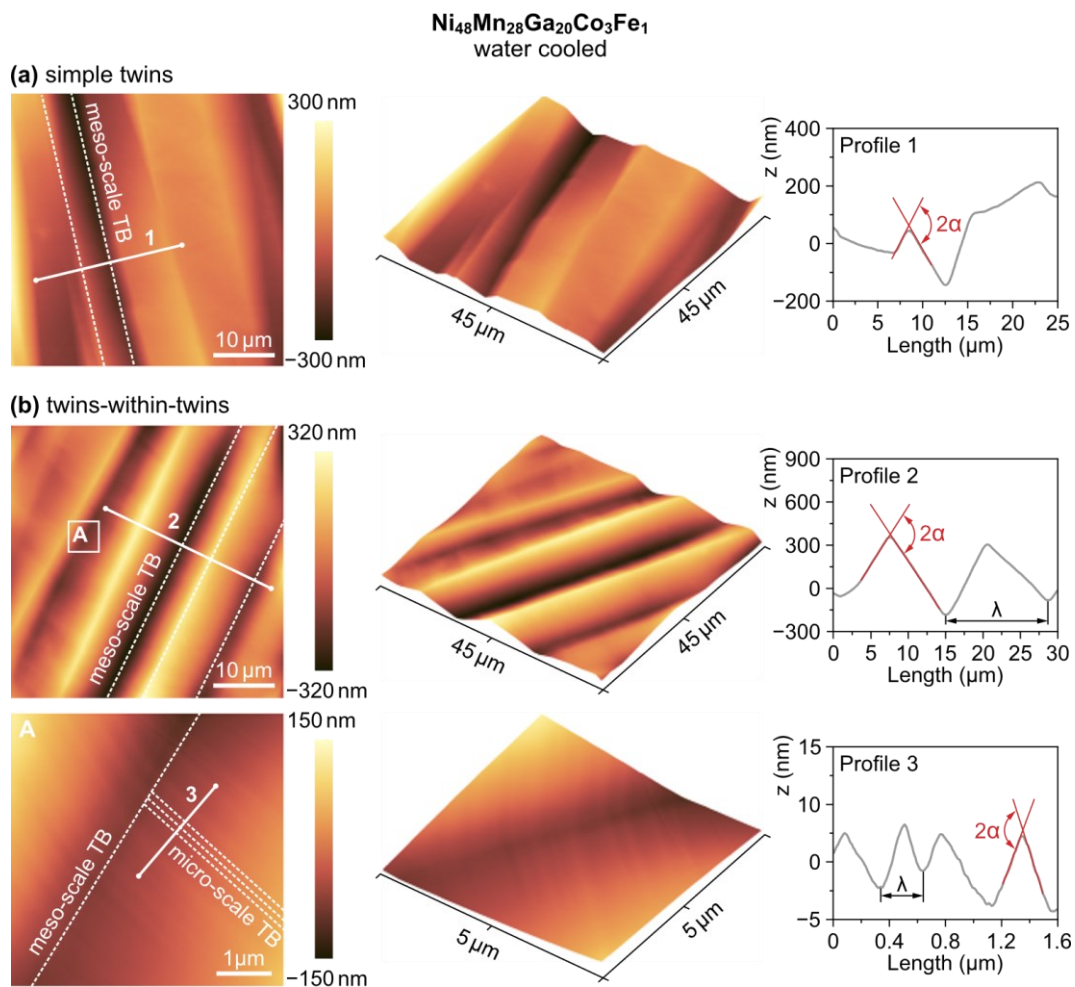 Ni₄₈Mn₂₈Ga₂₀Co₃Fe₁
water cooled
(a) simple twins
meso-scale TB
1
10 µm
300 nm
−300 nm
45 µm
45 µm
Profile 1
2α
z (nm)
400
200
0
−200
0 5 10 15 20 25
Length (µm)
(b) twins-within-twins
A
2
meso-scale TB
10 µm
320 nm
−320 nm
45 µm
45 µm
Profile 2
2α
λ
z (nm)
900
600
300
0
−300
0 5 10 15 20 25 30
Length (µm)
A
3
meso-scale TB
micro-scale TB
1µm
150 nm
−150 nm
5 µm
5 µm
Profile 3
2α
λ
z (nm)
15
10
0
−5
0 0.4 0.8 1.2 1.6
Length (µm)